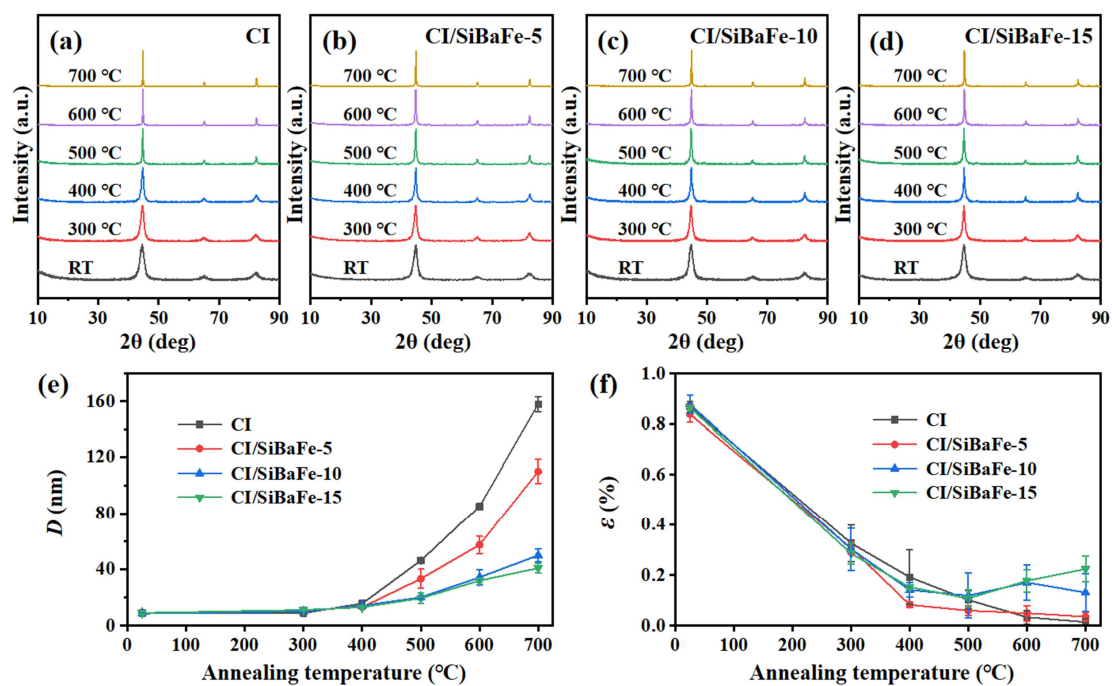 (a) CI
700 ℃
600 ℃
500 ℃
400 ℃
300 ℃
RT
Intensity (a.u.)
10 30 50 70 90
2θ (deg)
(b) CI/SiBaFe-5
700 ℃
600 ℃
500 ℃
400 ℃
300 ℃
RT
Intensity (a.u.)
10 30 50 70 90
2θ (deg)
(c) CI/SiBaFe-10
700 ℃
600 ℃
500 ℃
400 ℃
300 ℃
RT
Intensity (a.u.)
10 30 50 70 90
2θ (deg)
(d) CI/SiBaFe-15
700 ℃
600 ℃
500 ℃
400 ℃
300 ℃
RT
Intensity (a.u.)
10 30 50 70 90
2θ (deg)
(e)
CI
CI/SiBaFe-5
CI/SiBaFe-10
CI/SiBaFe-15
D (nm)
160
120
80
40
0
0 100 200 300 400 500 600 700
Annealing temperature (℃)
(f)
CI
CI/SiBaFe-5
CI/SiBaFe-10
CI/SiBaFe-15
ε (%)
1.0
0.8
0.6
0.4
0.2
0.0
0 100 200 300 400 500 600 700
Annealing temperature (℃)